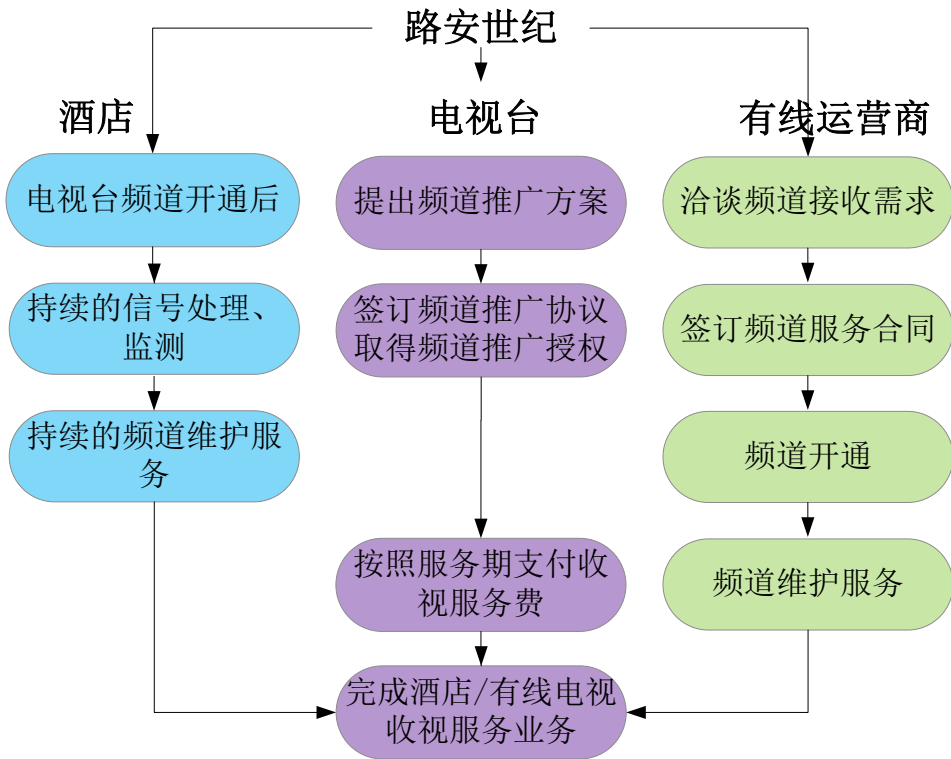 路安世纪
酒店
电视台
有线运营商
电视台频道开通后
提出频道推广方案
洽谈频道接收需求
持续的信号处理、
监测
签订频道推广协议
取得频道推广授权
签订频道服务合同
持续的频道维护服
务
频道开通
按照服务期支付收
视服务费
频道维护服务
完成酒店/有线电视
收视服务业务